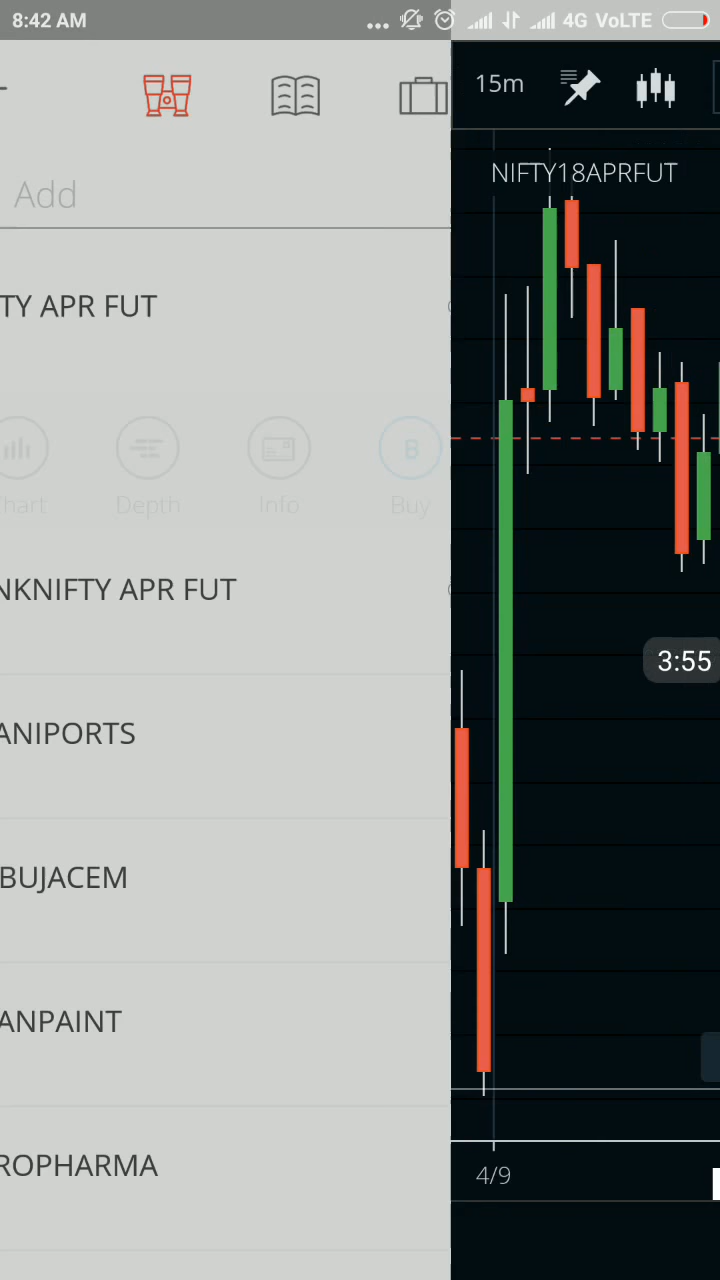 8:42 AM
4G VoLTE
15m
Add
NIFTY18APRFUT
TY APR FUT
B
hart
Depth
Info
Buy
NKNIFTY APR FUT
3:55
ANIPORTS
BUJACEM
ANPAINT
ROPHARMA
4/9